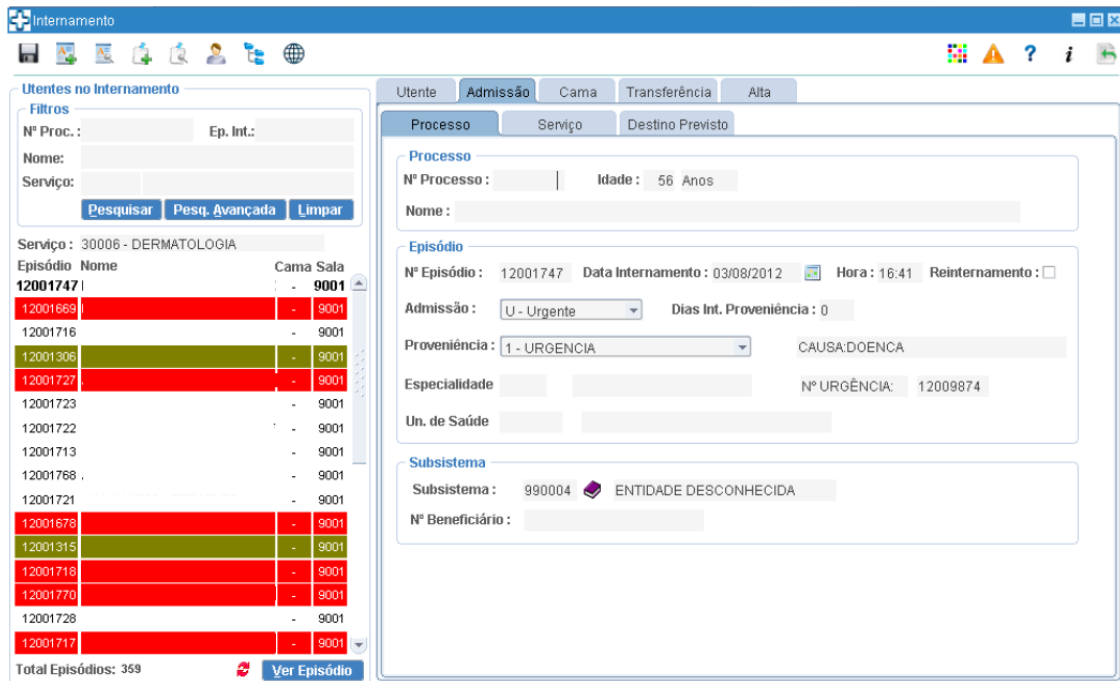 Internamento
Utentes no Internamento
Filtros
Nº Proc. : Ep. Int.:
Nome:
Serviço:
Pesquisar Pesq. Avançada Limpar
Serviço : 30006 - DERMATOLOGIA
Episódio Nome Cama Sala
12001747 - 9001
12001669 - 9001
12001716 - 9001
12001306 - 9001
12001727 - 9001
12001723 - 9001
12001722 - 9001
12001713 - 9001
12001768 - 9001
12001721 - 9001
12001678 - 9001
12001315 - 9001
12001718 - 9001
12001770 - 9001
12001728 - 9001
12001717 - 9001
Total Episódios: 359 Ver Episódio
Utente Admissão Cama Transferência Alta
Processo Serviço Destino Previsto
Processo
Nº Processo : Idade : 56 Anos
Nome :
Episódio
Nº Episódio : 12001747 Data Internamento : 03/08/2012 Hora : 16:41 Reinternamento :
Admissão : U - Urgente Dias Int. Proveniência : 0
Proveniência : 1 - URGENCIA CAUSA:DOENCA
Especialidade Nº URGÊNCIA: 12009874
Un. de Saúde
Subsistema
Subsistema : 990004 ENTIDADE DESCONHECIDA
Nº Beneficiário :